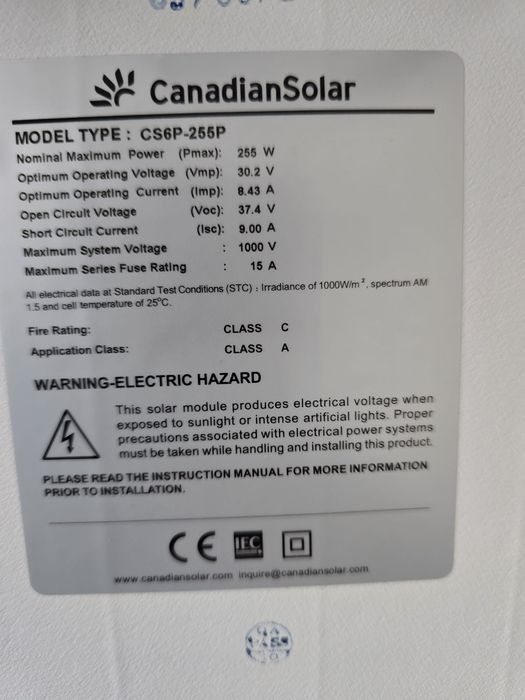 CanadianSolar
MODEL TYPE : CS6P-255P
Nominal Maximum Power (Pmax): 255 W
Optimum Operating Voltage (Vmp): 30.2 V
Optimum Operating Current (Imp): 8.43 A
Open Circuit Voltage (Voc): 37.4 V
Short Circuit Current (Isc): 9.00 A
Maximum System Voltage : 1000 V
Maximum Series Fuse Rating : 15 A
All electrical data at Standard Test Conditions (STC) : Irradiance of 1000W/m², spectrum AM
1.5 and cell temperature of 25°C.
Fire Rating: CLASS C
Application Class: CLASS A
WARNING-ELECTRIC HAZARD
This solar module produces electrical voltage when
exposed to sunlight or intense artificial lights. Proper
precautions associated with electrical power systems
must be taken while handling and installing this product.
PLEASE READ THE INSTRUCTION MANUAL FOR MORE INFORMATION
PRIOR TO INSTALLATION.
CE IEC
www.canadiansolar.com inquire@canadiansolar.com
QA
PASS